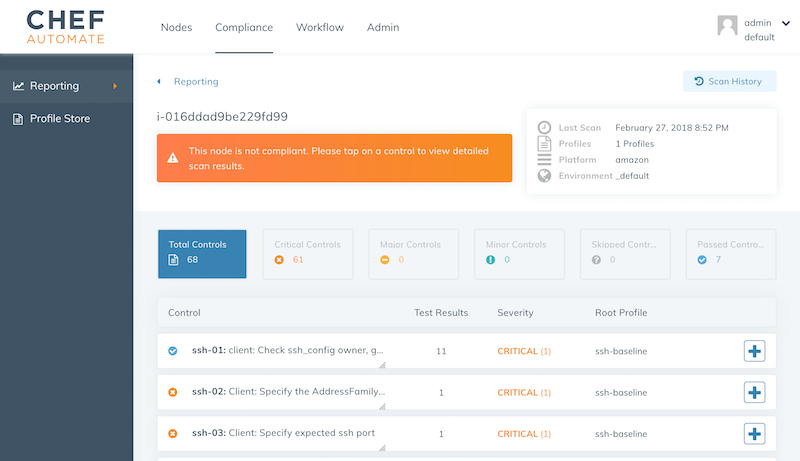 CHEF
AUTOMATE
Nodes
Compliance
Workflow
Admin
admin
default
Reporting
Profile Store
Reporting
Scan History
i-016ddad9be229fd99
This node is not compliant. Please tap on a control to view detailed
scan results.
Last Scan February 27, 2018 8:52 PM
Profiles 1 Profiles
Platform amazon
Environment _default
Total Controls
68
Critical Controls
61
Major Controls
0
Minor Controls
0
Skipped Contr...
0
Passed Contro...
7
Control Test Results Severity Root Profile
ssh-01: client: Check ssh_config owner, g... 11 CRITICAL (1) ssh-baseline
ssh-02: Client: Specify the AddressFamily... 1 CRITICAL (1) ssh-baseline
ssh-03: Client: Specify expected ssh port 1 CRITICAL (1) ssh-baseline